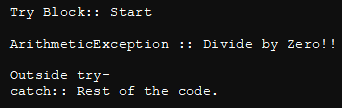 Try Block:: Start
ArithmeticException :: Divide by Zero!!
Outside try-
catch:: Rest of the code.